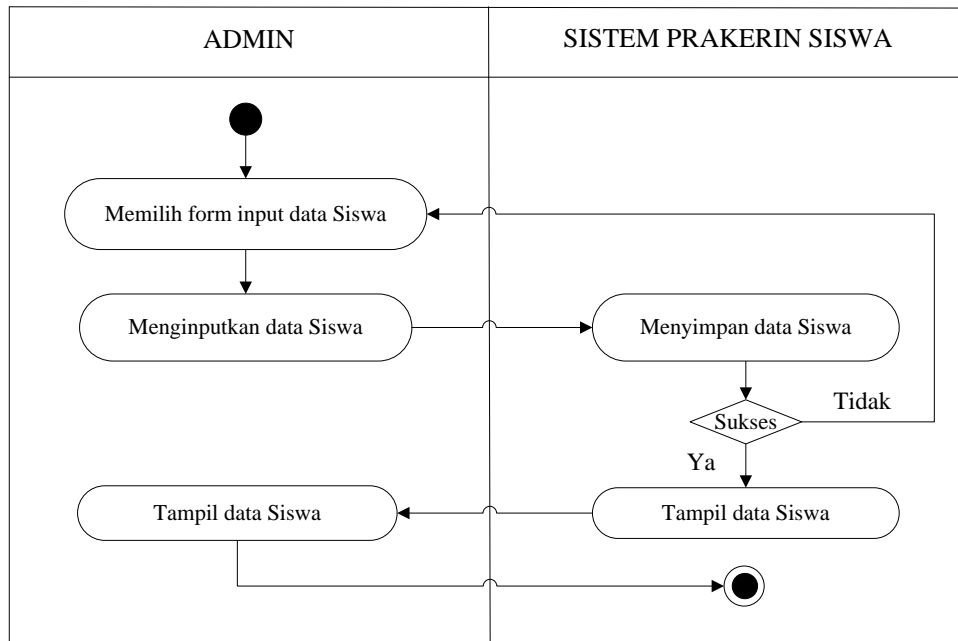 ADMIN
SISTEM PRAKERIN SISWA
Memilih form input data Siswa
Menginputkan data Siswa
Menyimpan data Siswa
Sukses
Tidak
Ya
Tampil data Siswa
Tampil data Siswa